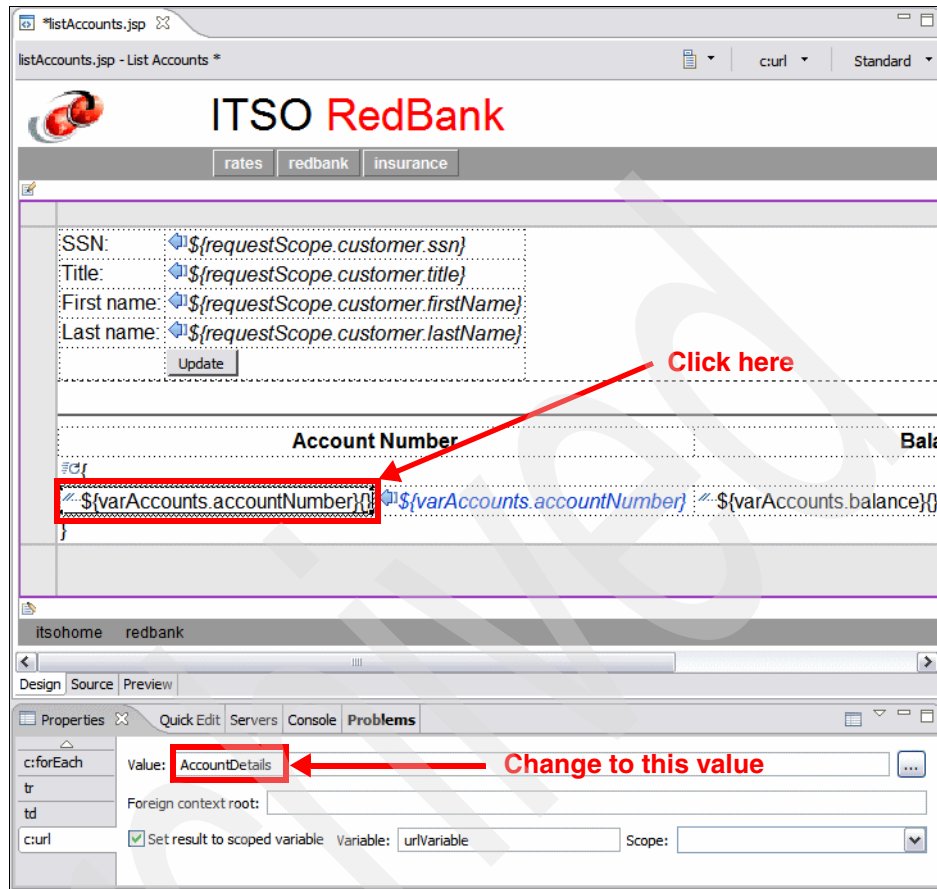 *listAccounts.jsp
listAccounts.jsp - List Accounts *
c:url
Standard
ITSO RedBank
rates redbank insurance
SSN: ${requestScope.customer.ssn}
Title: ${requestScope.customer.title}
First name: ${requestScope.customer.firstName}
Last name: ${requestScope.customer.lastName}
Update
Click here
Account Number Bala
{
${varAccounts.accountNumber}{} ${varAccounts.accountNumber} ${varAccounts.balance}{}
}
itsohome redbank
Design Source Preview
Properties Quick Edit Servers Console Problems
c:forEach
Value: AccountDetails Change to this value ...
tr
Foreign context root:
td
c:url
Set result to scoped variable Variable: urlVariable Scope: